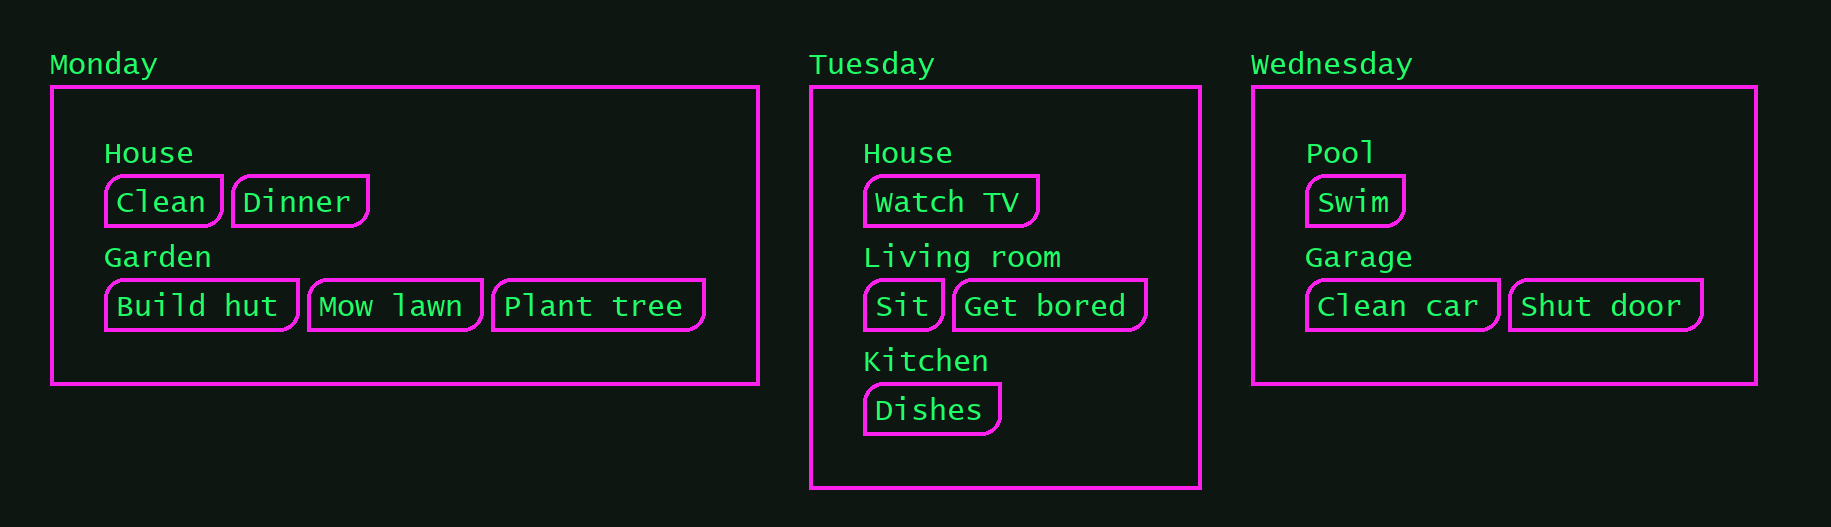 Monday
House
Clean Dinner
Garden
Build hut Mow lawn Plant tree
Tuesday
House
Watch TV
Living room
Sit Get bored
Kitchen
Dishes
Wednesday
Pool
Swim
Garage
Clean car Shut door